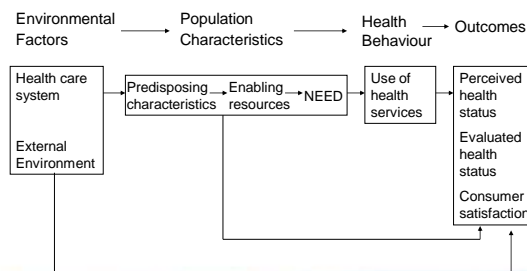 Environmental
Factors
Population
Characteristics
Health
Behaviour
Outcomes
Health care
system
External
Environment
Predisposing
characteristics
Enabling
resources
NEED
Use of
health
services
Perceived
health
status
Evaluated
health
status
Consumer
satisfaction